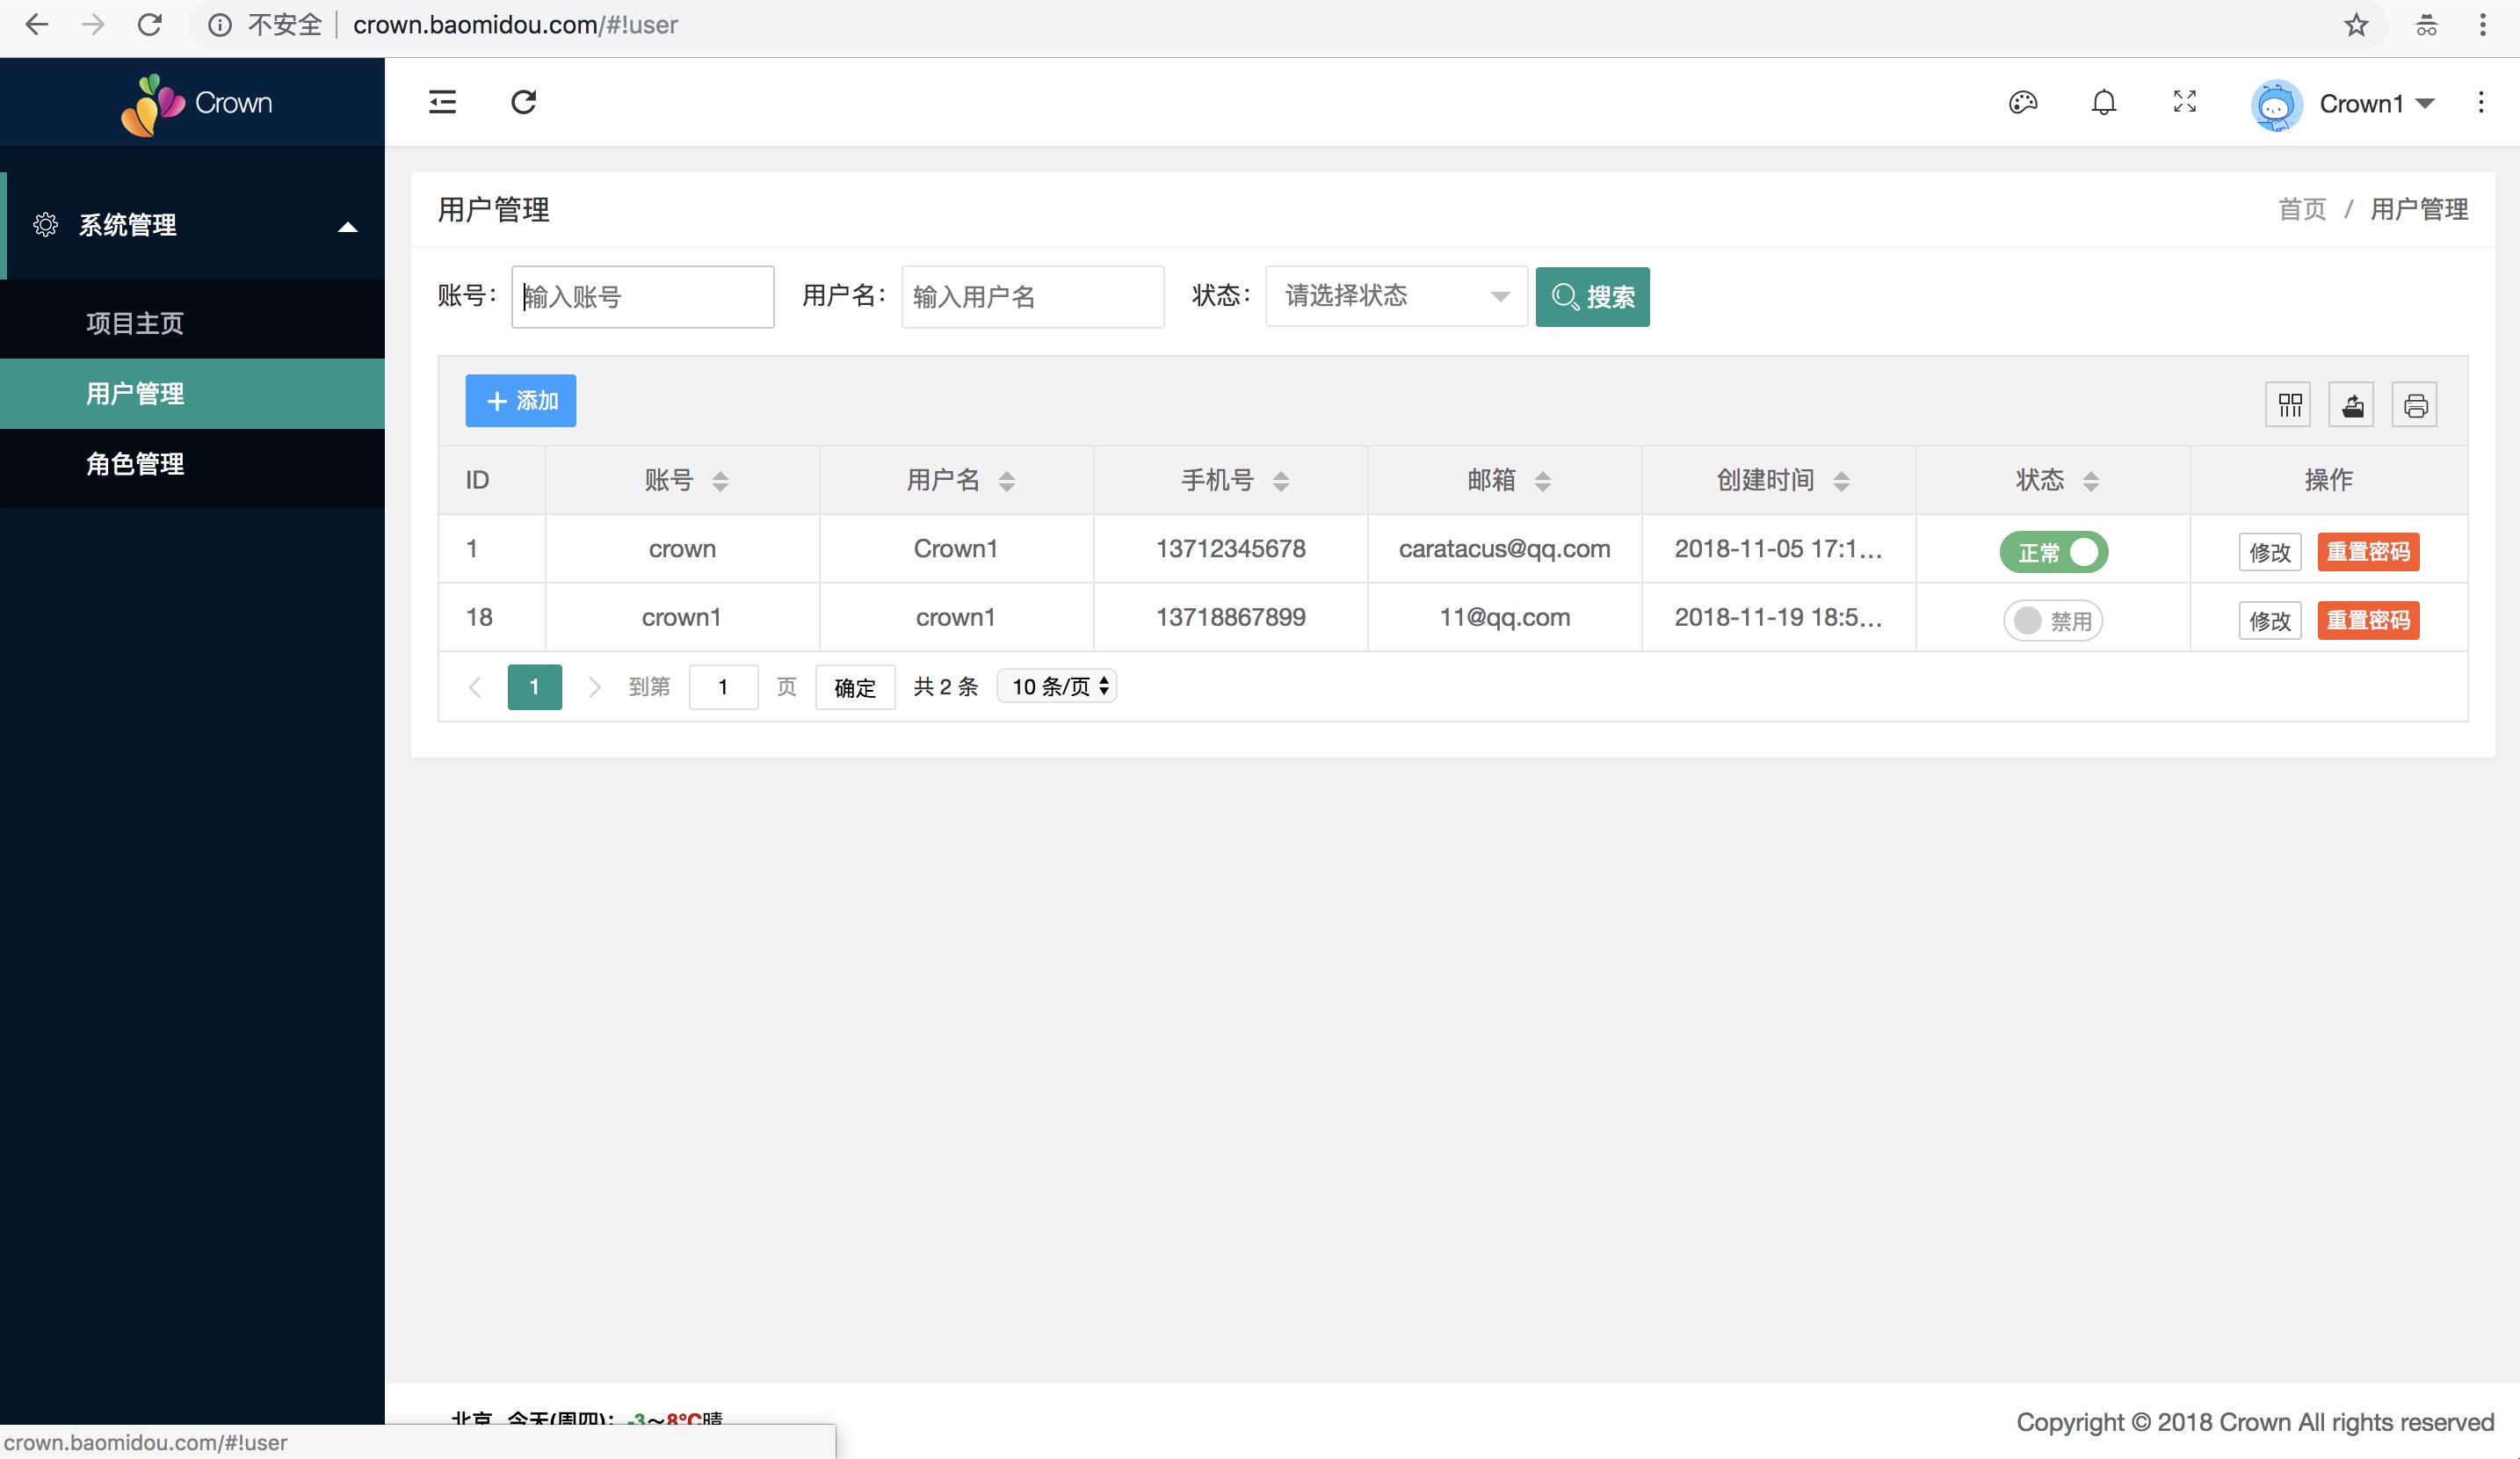 不安全 crown.baomidou.com/#!user
Crown
Crown1
系统管理
项目主页
用户管理
角色管理
用户管理
首页 / 用户管理
账号： 输入账号 用户名： 输入用户名 状态： 请选择状态 搜索
添加
ID 账号 用户名 手机号 邮箱 创建时间 状态 操作
1 crown Crown1 13712345678 caratacus@qq.com 2018-11-05 17:1... 正常 修改 重置密码
18 crown1 crown1 13718867899 11@qq.com 2018-11-19 18:5... 禁用 修改 重置密码
1 到第 1 页 确定 共 2 条 10 条/页
北京 今天(周四)： -3～8°C晴
Copyright © 2018 Crown All rights reserved
crown.baomidou.com/#!user